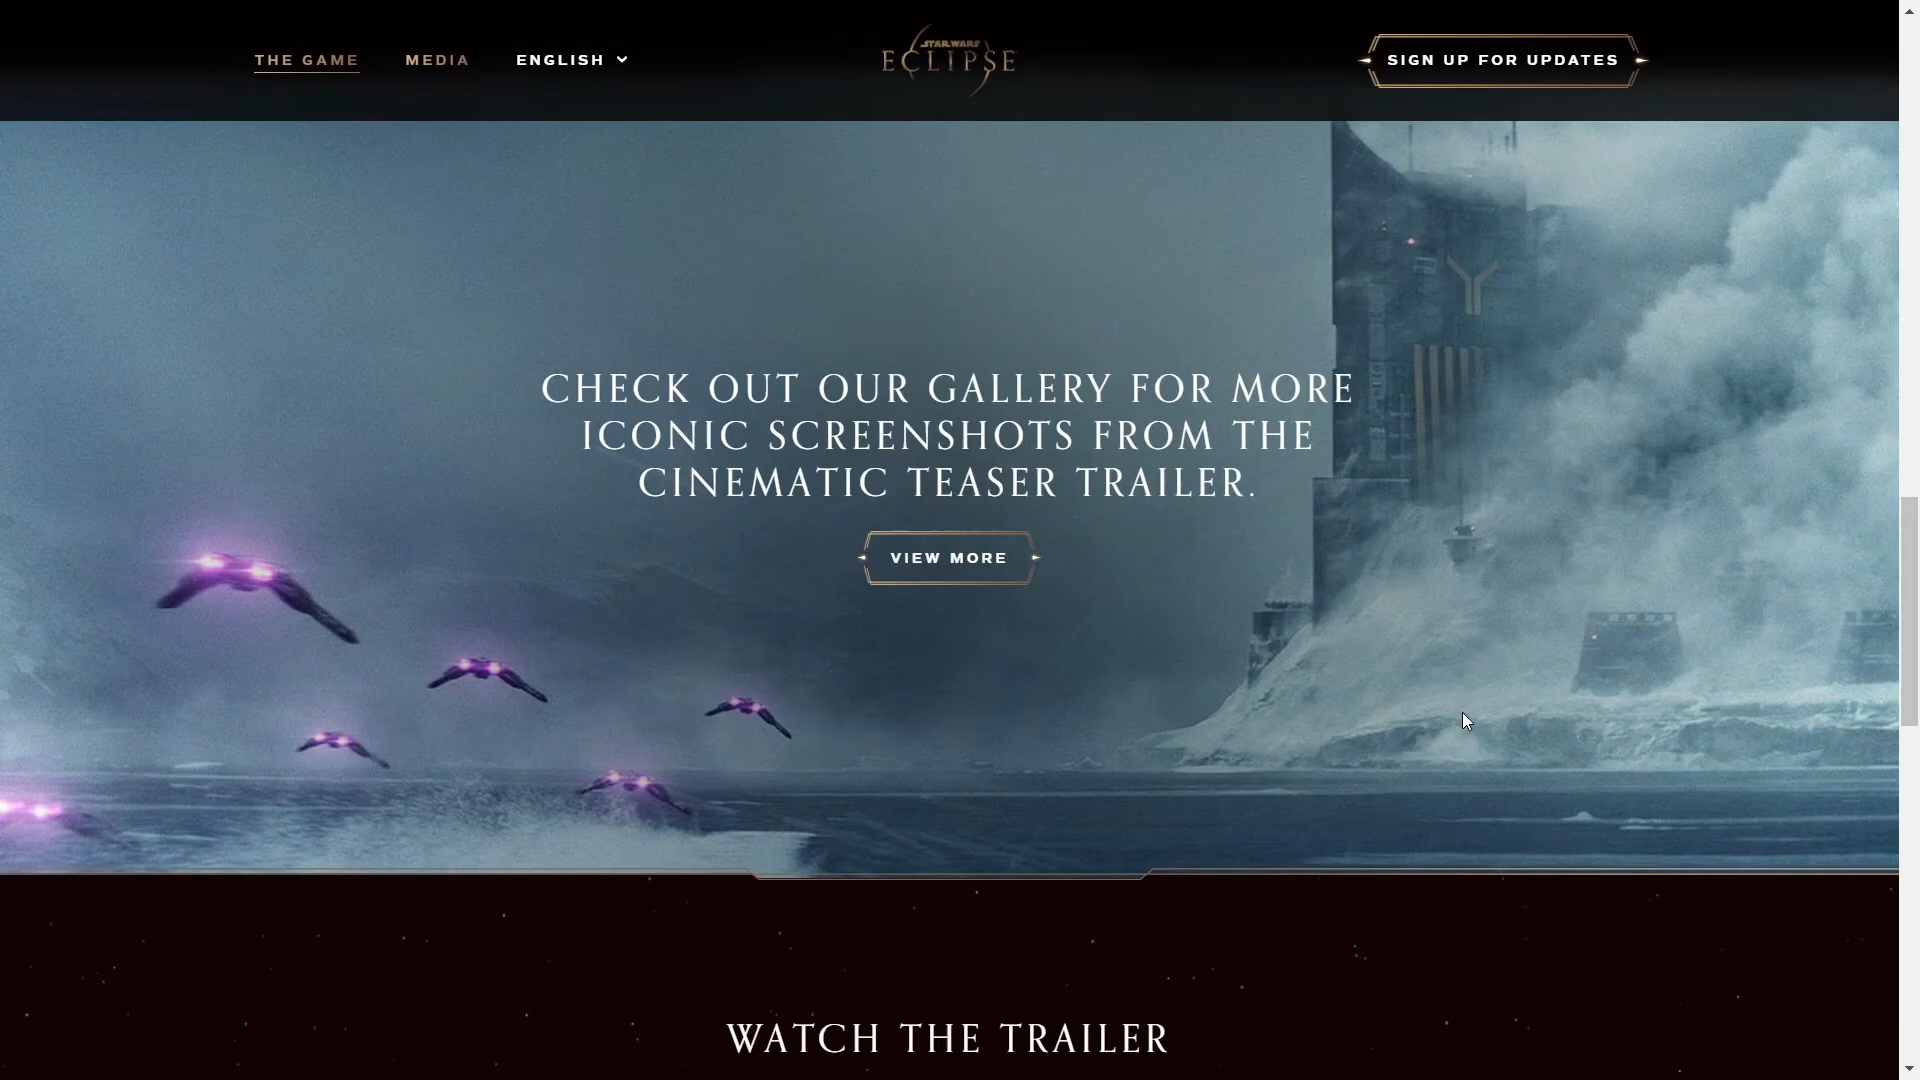 THE GAME
MEDIA
ENGLISH
STAR WARS
ECLIPSE
SIGN UP FOR UPDATES
CHECK OUT OUR GALLERY FOR MORE
ICONIC SCREENSHOTS FROM THE
CINEMATIC TEASER TRAILER.
VIEW MORE
WATCH THE TRAILER